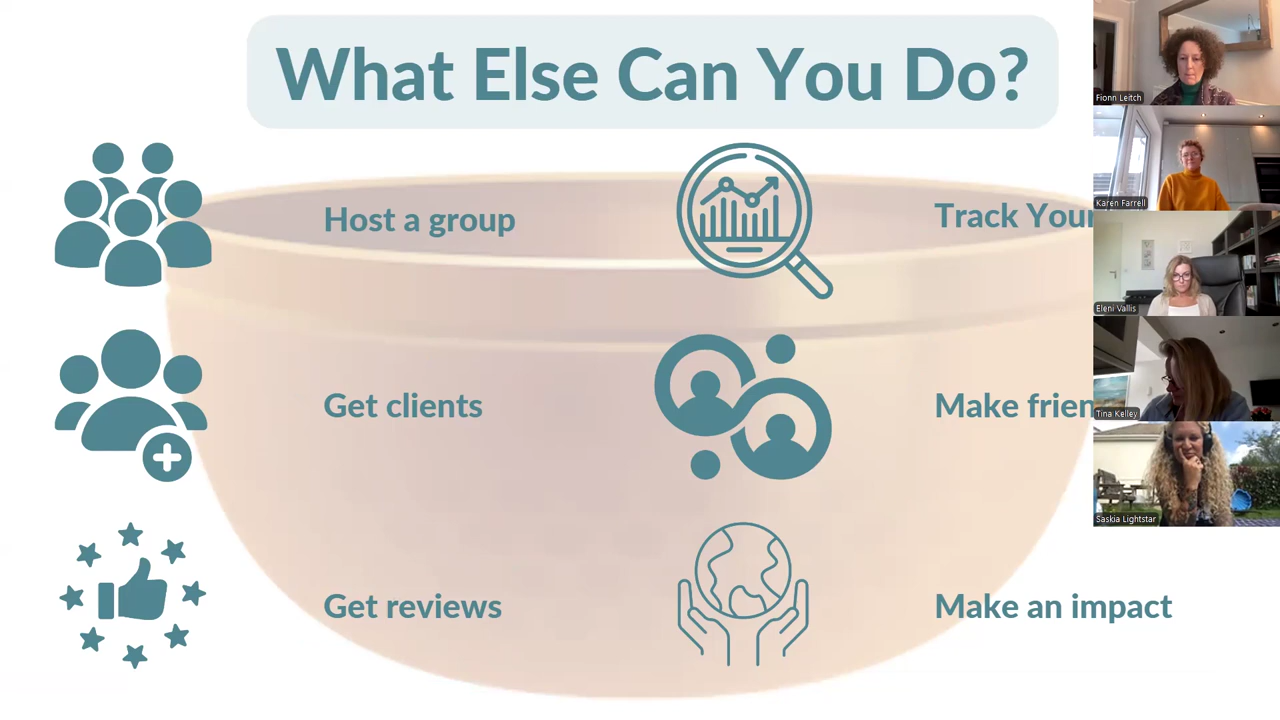 What Else Can You Do?
Host a group
Track Your
Get clients
Make frien
Get reviews
Make an impact
Fionn Leitch
Karen Farrell
Eleni Vallis
Tina Kelley
Saskia Lightstar